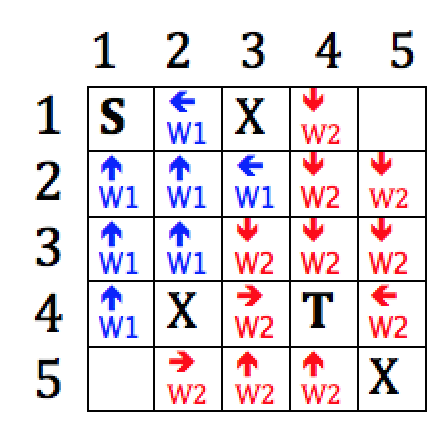 1 2 3 4 5
1 S ← W1 X ↓ W2
2 ↑ W1 ↑ W1 ← W1 ↓ W2 ↓ W2
3 ↑ W1 ↑ W1 ↓ W2 ↓ W2 ↓ W2
4 ↑ W1 X → W2 T ← W2
5 → W2 ↑ W2 ↑ W2 X